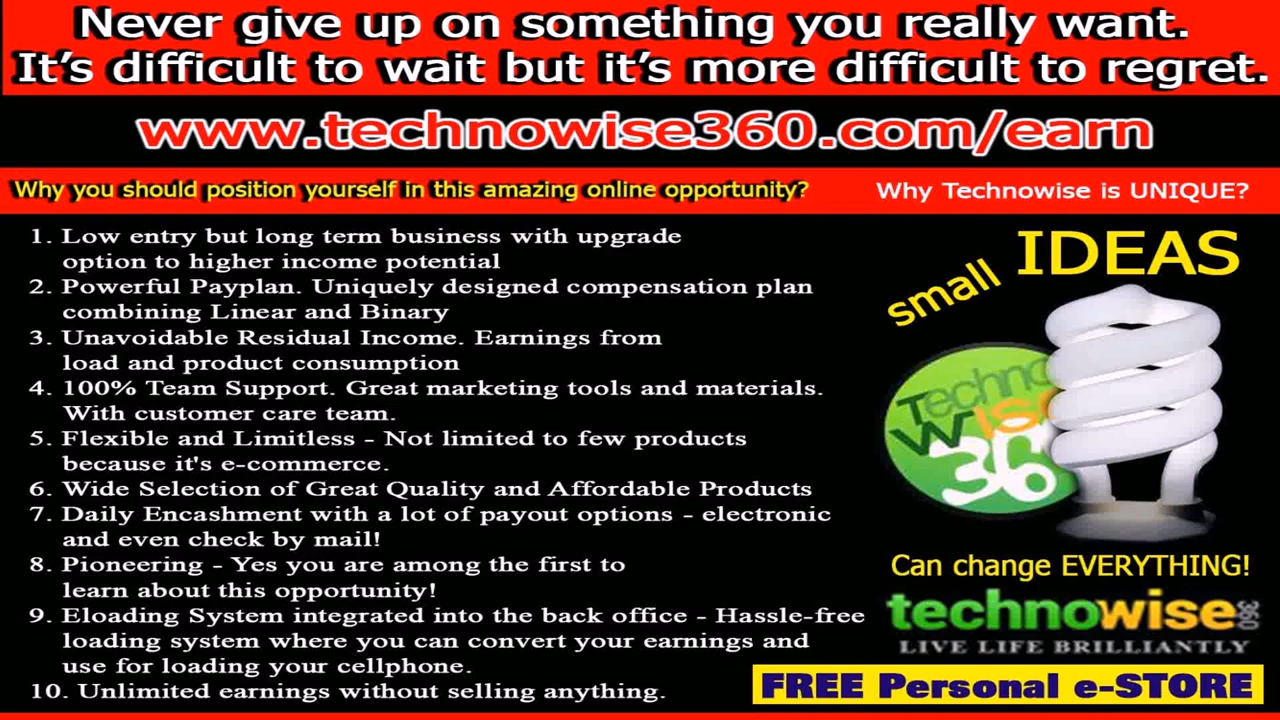 Never give up on something you really want.
It's difficult to wait but it's more difficult to regret.
www.technowise360.com/earn
Why you should position yourself in this amazing online opportunity?
Why Technowise is UNIQUE?
1. Low entry but long term business with upgrade
option to higher income potential
2. Powerful Payplan. Uniquely designed compensation plan
combining Linear and Binary
3. Unavoidable Residual Income. Earnings from
load and product consumption
4. 100% Team Support. Great marketing tools and materials.
With customer care team.
5. Flexible and Limitless - Not limited to few products
because it's e-commerce.
6. Wide Selection of Great Quality and Affordable Products
7. Daily Encashment with a lot of payout options - electronic
and even check by mail!
8. Pioneering - Yes you are among the first to
learn about this opportunity!
9. Eloading System integrated into the back office - Hassle-free
loading system where you can convert your earnings and
use for loading your cellphone.
10. Unlimited earnings without selling anything.
small IDEAS
Techno
Wise
36
Can change EVERYTHING!
technowise 360
LIVE LIFE BRILLIANTLY
FREE Personal e-STORE